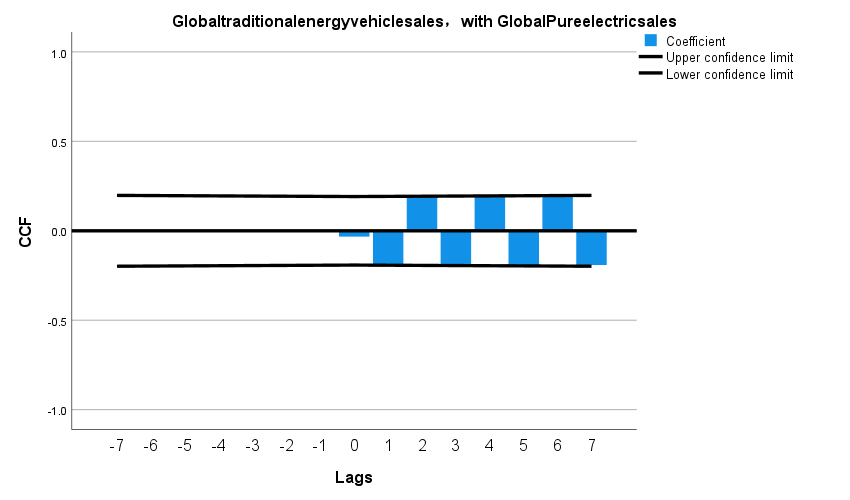 Globaltraditionalenergyvehiclesales，with GlobalPureelectricsales
Coefficient
Upper confidence limit
Lower confidence limit
CCF
1.0
0.5
0.0
-0.5
-1.0
-7 -6 -5 -4 -3 -2 -1 0 1 2 3 4 5 6 7
Lags